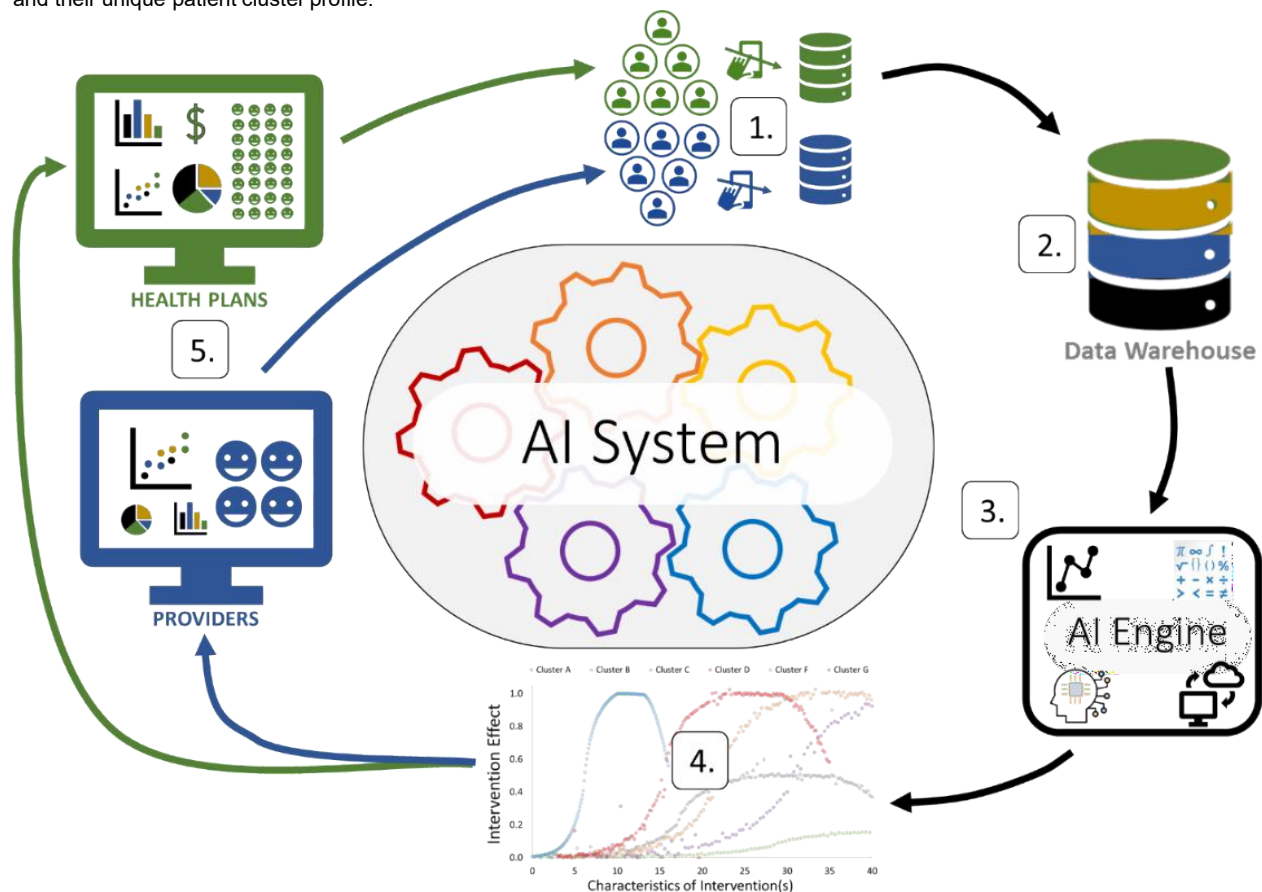 and their unique patient cluster profile.
1.
2.
Data Warehouse
HEALTH PLANS
$
5.
PROVIDERS
AI System
3.
π ∞ ∫ !
√ {} () %
+ - × ÷
> < = ≠
AI Engine
Cluster A Cluster B Cluster C Cluster D Cluster F Cluster G
Intervention Effect
1.0
0.8
0.6
0.4
0.2
0.0
4.
0 5 10 15 20 25 30 35 40
Characteristics of Intervention(s)